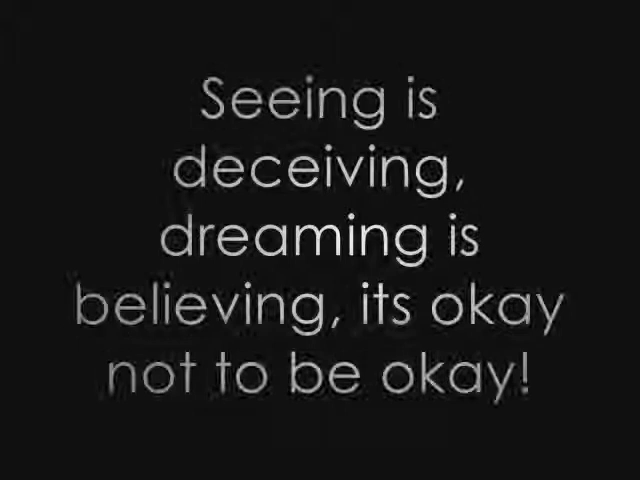 Seeing is
deceiving,
dreaming is
believing, its okay
not to be okay!